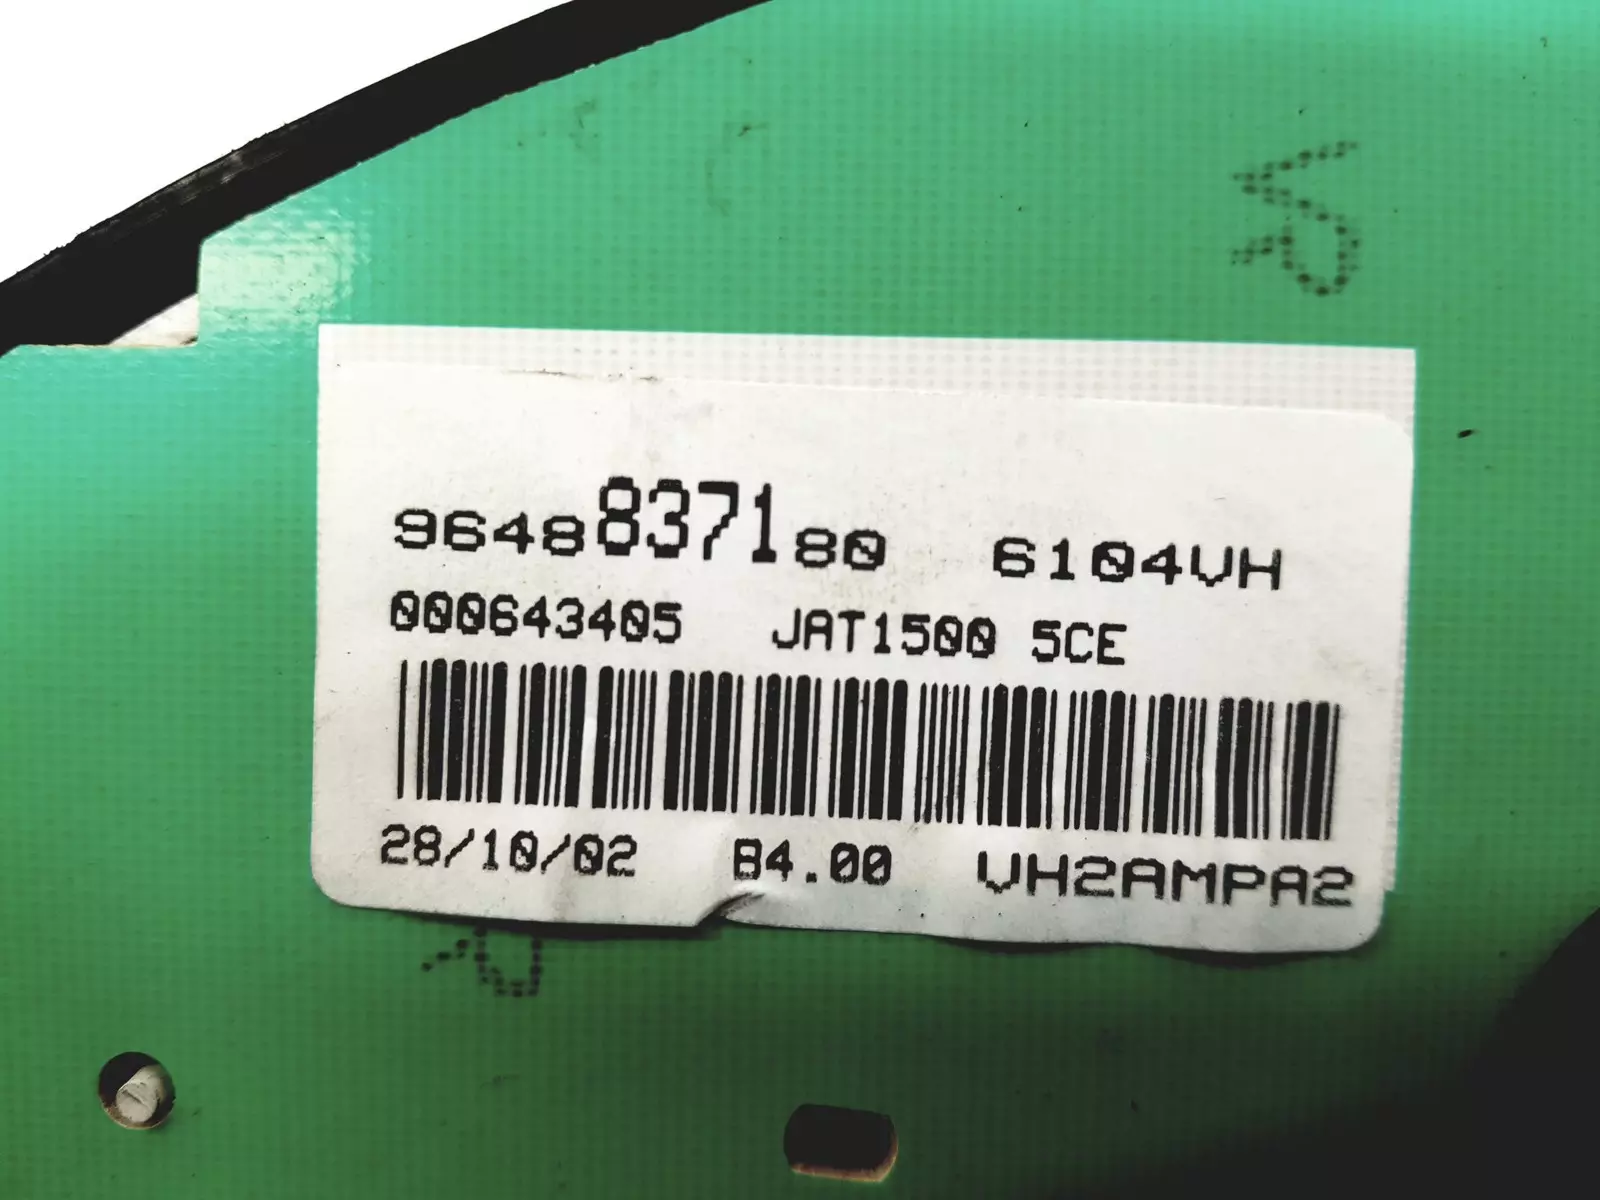 9648837180 6104VH
000643405 JAT1500 5CE
28/10/02 B4.00 VH2AMPA2